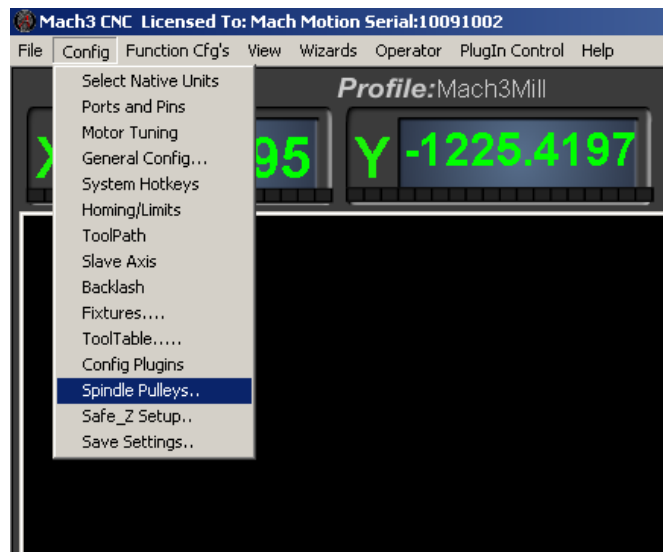 Mach3 CNC Licensed To: Mach Motion Serial:10091002
File Config Function Cfg's View Wizards Operator PlugIn Control Help
Profile:Mach3Mill
95 Y -1225.4197
Select Native Units
Ports and Pins
Motor Tuning
General Config...
System Hotkeys
Homing/Limits
ToolPath
Slave Axis
Backlash
Fixtures....
ToolTable.....
Config Plugins
Spindle Pulleys..
Safe_Z Setup..
Save Settings..